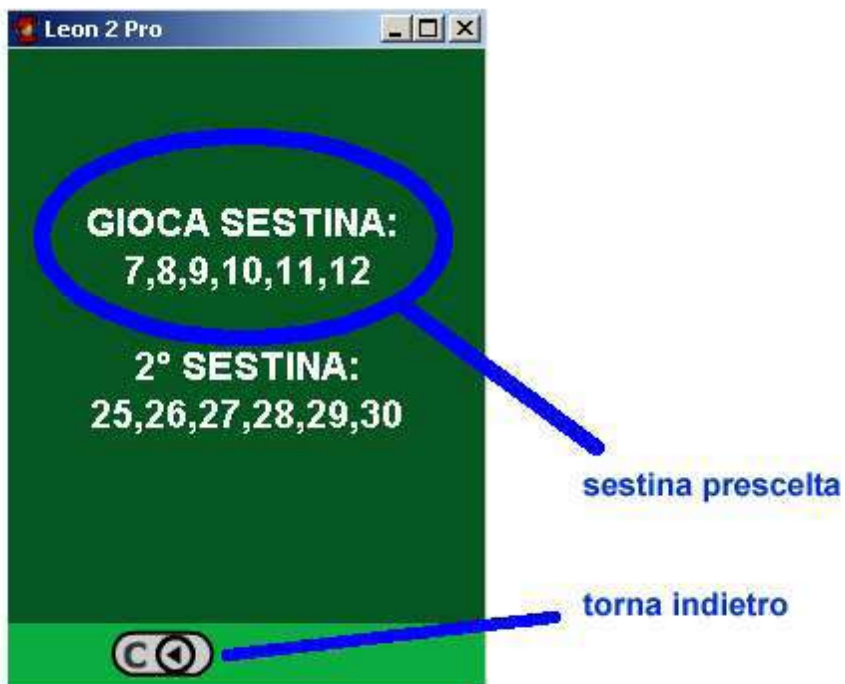 Leon 2 Pro
GIOCA SESTINA:
7,8,9,10,11,12
2° SESTINA:
25,26,27,28,29,30
sestina prescelta
torna indietro
C